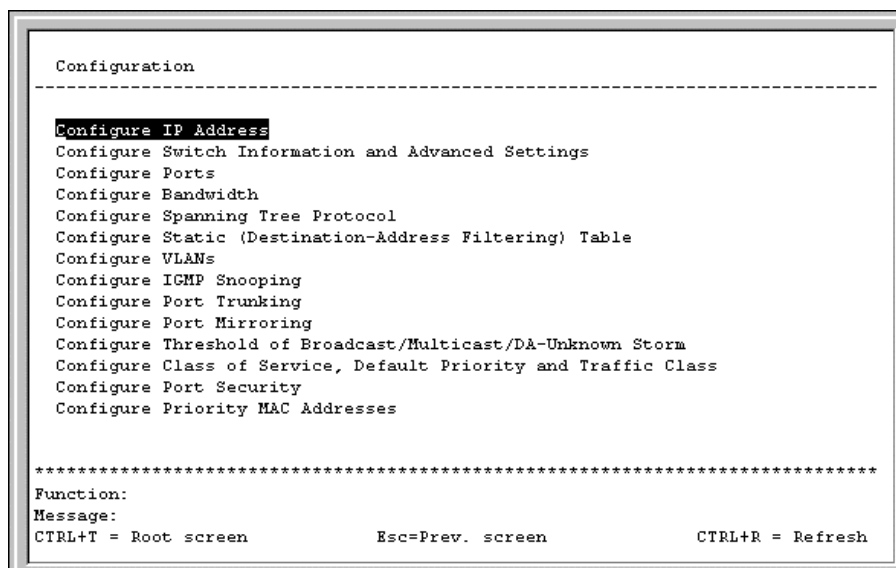 Configuration
-------------------------------------------------------------------------------
Configure IP Address
Configure Switch Information and Advanced Settings
Configure Ports
Configure Bandwidth
Configure Spanning Tree Protocol
Configure Static (Destination-Address Filtering) Table
Configure VLANs
Configure IGMP Snooping
Configure Port Trunking
Configure Port Mirroring
Configure Threshold of Broadcast/Multicast/DA-Unknown Storm
Configure Class of Service, Default Priority and Traffic Class
Configure Port Security
Configure Priority MAC Addresses
*******************************************************************************
Function:
Message:
CTRL+T = Root screen Esc=Prev. screen CTRL+R = Refresh